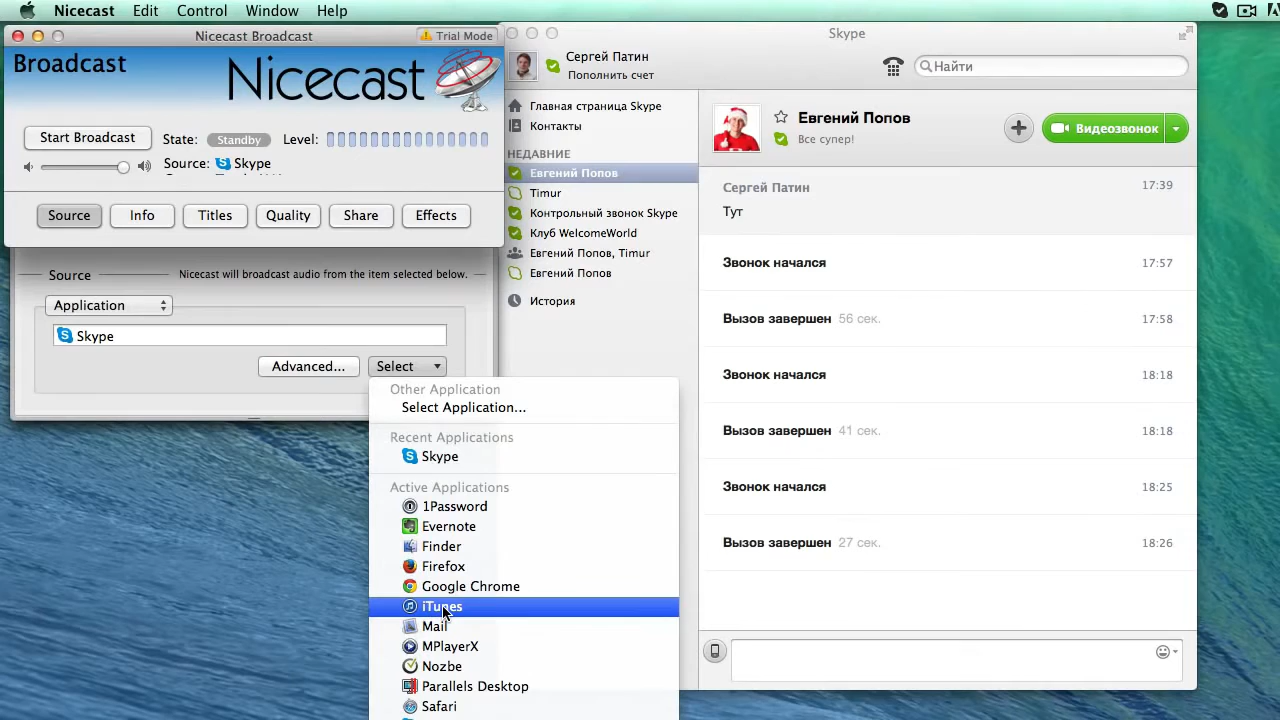 Nicecast Edit Control Window Help
Nicecast Broadcast
Trial Mode
Broadcast
Nicecast
Start Broadcast
State: Standby Level:
Source: Skype
Source Info Titles Quality Share Effects
Source Nicecast will broadcast audio from the item selected below.
Application
Skype
Advanced... Select
Other Application
Select Application...
Recent Applications
Skype
Active Applications
1Password
Evernote
Finder
Firefox
Google Chrome
iTunes
Mail
MPlayerX
Nozbe
Parallels Desktop
Safari
Skype
Сергей Патин
Пополнить счет
Найти
Главная страница Skype
Контакты
НЕДАВНИЕ
Евгений Попов
Timur
Контрольный звонок Skype
Клуб WelcomeWorld
Евгений Попов, Timur
Евгений Попов
История
Евгений Попов
Все супер!
Видеозвонок
Сергей Патин 17:39
Тут
Звонок начался 17:57
Вызов завершен 56 сек. 17:58
Звонок начался 18:18
Вызов завершен 41 сек. 18:18
Звонок начался 18:25
Вызов завершен 27 сек. 18:26